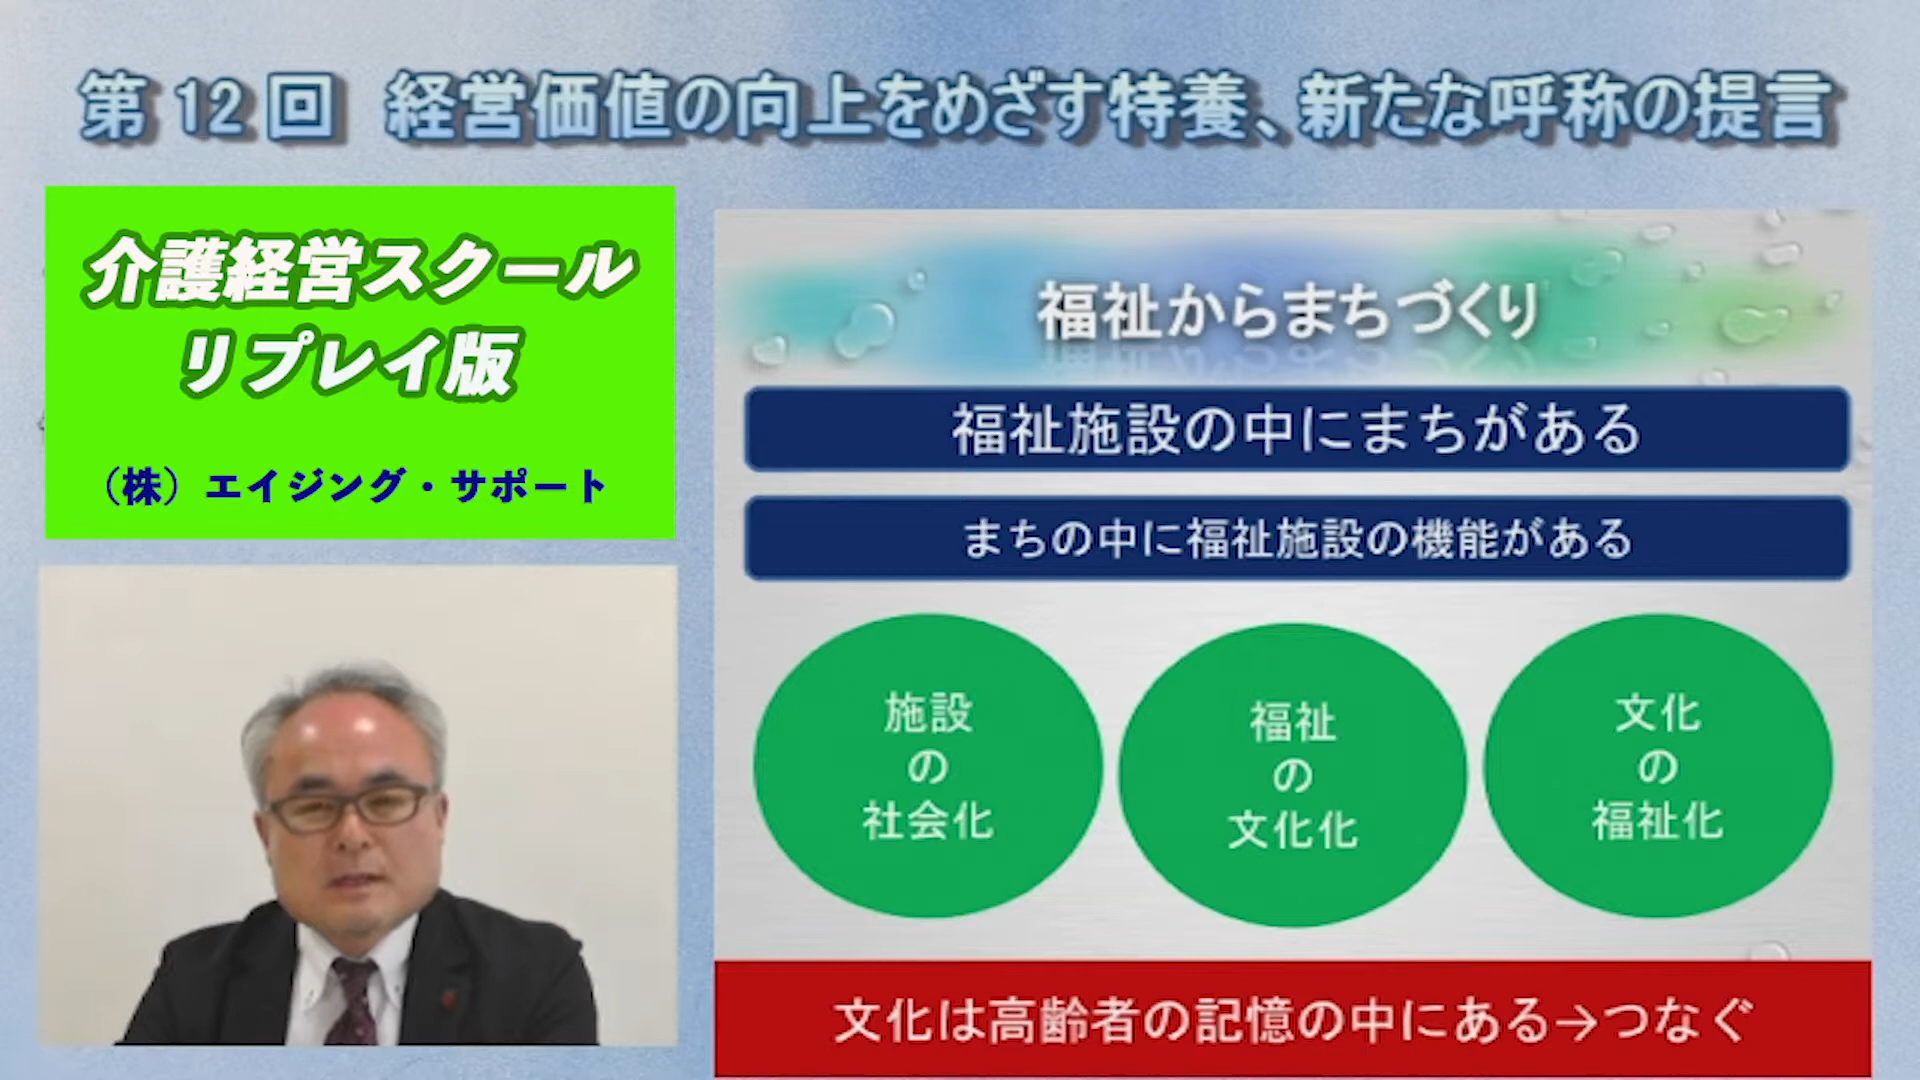 第12回 経営価値の向上をめざす特養、新たな呼称の提言
介護経営スクール
リプレイ版
（株）エイジング・サポート
福祉からまちづくり
福祉施設の中にまちがある
まちの中に福祉施設の機能がある
施設
の
社会化
福祉
の
文化化
文化
の
福祉化
文化は高齢者の記憶の中にある→つなぐ